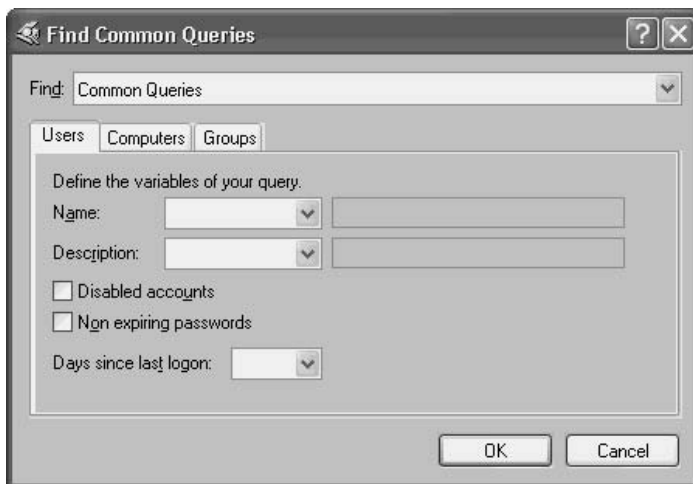 Find Common Queries
Find: Common Queries
Users Computers Groups
Define the variables of your query.
Name:
Description:
Disabled accounts
Non expiring passwords
Days since last logon:
OK Cancel